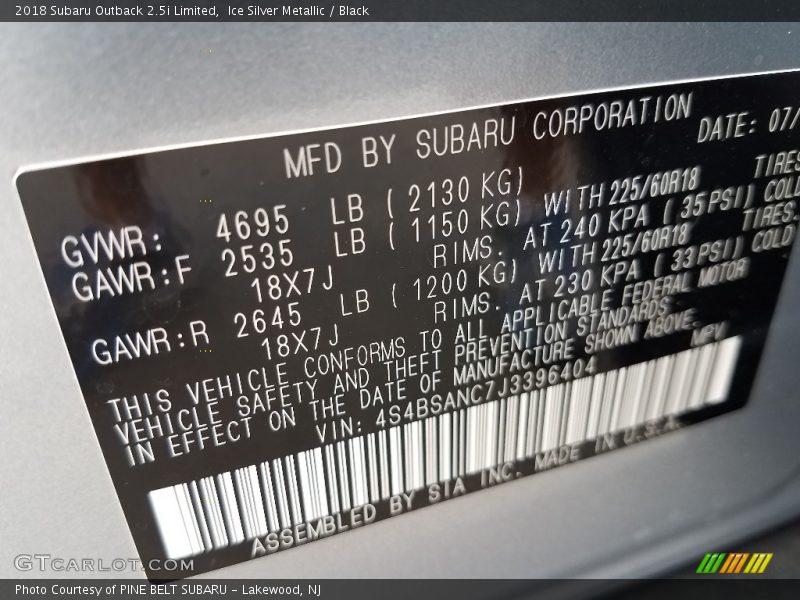 2018 Subaru Outback 2.5i Limited,  Ice Silver Metallic / Black
MFD BY SUBARU CORPORATION DATE: 07/
GVWR: 4695 LB ( 2130 KG)
GAWR:F 2535 LB ( 1150 KG) WITH 225/60R18 TIRES
18X7J RIMS. AT 240 KPA ( 35 PSI) COLD
GAWR:R 2645 LB ( 1200 KG) WITH 225/60R18 TIRES.
18X7J RIMS. AT 230 KPA ( 33 PSI) COLD
THIS VEHICLE CONFORMS TO ALL APPLICABLE FEDERAL MOTOR
VEHICLE SAFETY AND THEFT PREVENTION STANDARDS
IN EFFECT ON THE DATE OF MANUFACTURE SHOWN ABOVE.
VIN: 4S4BSANC7J3396404 MPV
ASSEMBLED BY SIA INC. MADE IN U.S.A.
GTCARLOT.COM
Photo Courtesy of PINE BELT SUBARU - Lakewood, NJ